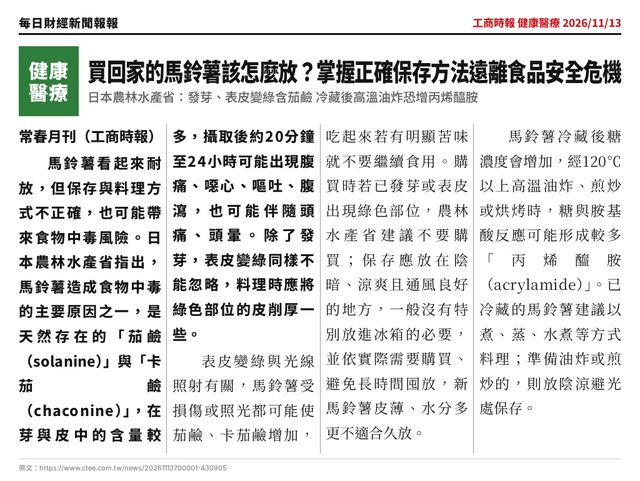 每日財經新聞報報
工商時報 健康醫療 2026/11/13
健康
醫療
買回家的馬鈴薯該怎麼放？掌握正確保存方法遠離食品安全危機
日本農林水產省：發芽、表皮變綠含茄鹼 冷藏後高溫油炸恐增丙烯醯胺
常春月刊（工商時報）
馬鈴薯看起來耐
放，但保存與料理方
式不正確，也可能帶
來食物中毒風險。日
本農林水產省指出，
馬鈴薯造成食物中毒
的主要原因之一，是
天然存在的「茄鹼
（solanine）」與「卡
茄鹼
（chaconine）」，在
芽與皮中的含量較
多，攝取後約20分鐘
至24小時可能出現腹
痛、噁心、嘔吐、腹
瀉，也可能伴隨頭
痛、頭暈。除了發
芽，表皮變綠同樣不
能忽略，料理時應將
綠色部位的皮削厚一
些。
表皮變綠與光線
照射有關，馬鈴薯受
損傷或照光都可能使
茄鹼、卡茄鹼增加，
吃起來若有明顯苦味
就不要繼續食用。購
買時若已發芽或表皮
出現綠色部位，農林
水產省建議不要購
買；保存應放在陰
暗、涼爽且通風良好
的地方，一般沒有特
別放進冰箱的必要，
並依實際需要購買、
避免長時間囤放，新
馬鈴薯皮薄、水分多
更不適合久放。
馬鈴薯冷藏後糖
濃度會增加，經120℃
以上高溫油炸、煎炒
或烘烤時，糖與胺基
酸反應可能形成較多
「丙烯醯胺
（acrylamide）」。已
冷藏的馬鈴薯建議以
煮、蒸、水煮等方式
料理；準備油炸或煎
炒的，則放陰涼避光
處保存。
原文：https://www.ctee.com.tw/news/20261113700001-430905